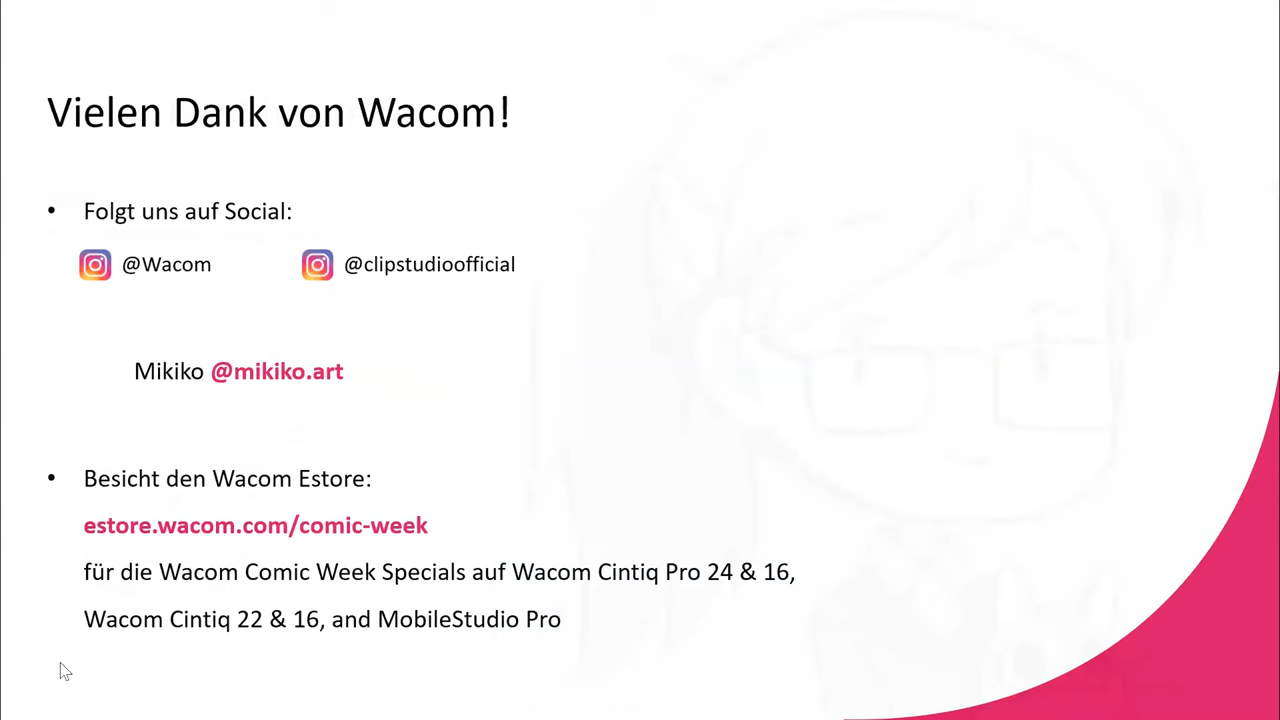 Vielen Dank von Wacom!
• Folgt uns auf Social:
@Wacom @clipstudioofficial
Mikiko @mikiko.art
• Besicht den Wacom Estore:
estore.wacom.com/comic-week
für die Wacom Comic Week Specials auf Wacom Cintiq Pro 24 & 16,
Wacom Cintiq 22 & 16, and MobileStudio Pro